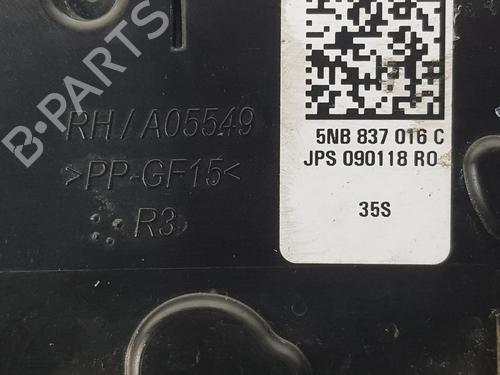 B-PARTS
RH/A05549
>PP-GF15<
R3
5NB 837 016 C
JPS 090118 R0
35S